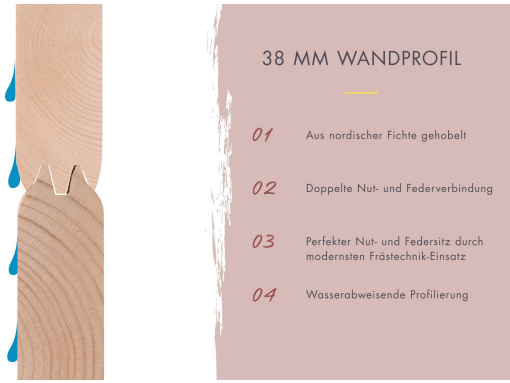 38 MM WANDPROFIL
01 Aus nordischer Fichte gehobelt
02 Doppelte Nut- und Federverbindung
03 Perfekter Nut- und Federsitz durch
modernsten Frästechnik-Einsatz
04 Wasserabweisende Profilierung